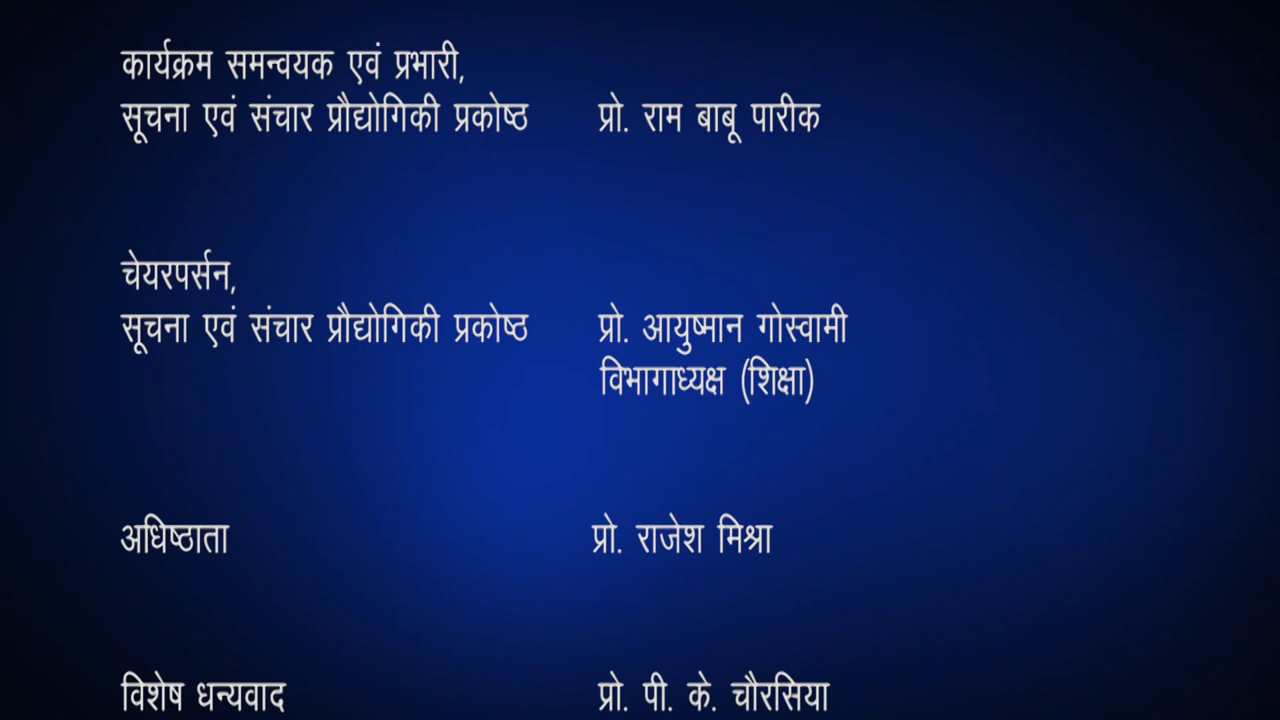 कार्यक्रम समन्वयक एवं प्रभारी,
सूचना एवं संचार प्रौद्योगिकी प्रकोष्ठ प्रो. राम बाबू पारीक
चेयरपर्सन,
सूचना एवं संचार प्रौद्योगिकी प्रकोष्ठ प्रो. आयुष्मान गोस्वामी
विभागाध्यक्ष (शिक्षा)
अधिष्ठाता प्रो. राजेश मिश्रा
विशेष धन्यवाद प्रो. पी. के. चौरसिया